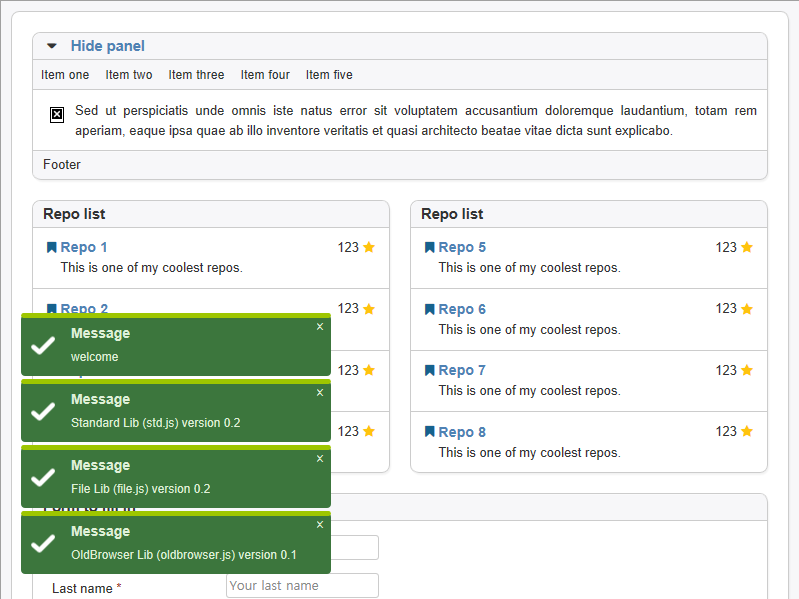 Hide panel
Item one Item two Item three Item four Item five
Sed ut perspiciatis unde omnis iste natus error sit voluptatem accusantium doloremque laudantium, totam rem
aperiam, eaque ipsa quae ab illo inventore veritatis et quasi architecto beatae vitae dicta sunt explicabo.
Footer
Repo list
Repo 1 123
This is one of my coolest repos.
Repo 2 123
123
123
Repo list
Repo 5 123
This is one of my coolest repos.
Repo 6 123
This is one of my coolest repos.
Repo 7 123
This is one of my coolest repos.
Repo 8 123
This is one of my coolest repos.
Message x
welcome
Message x
Standard Lib (std.js) version 0.2
Message x
File Lib (file.js) version 0.2
Message x
OldBrowser Lib (oldbrowser.js) version 0.1
Last name * Your last name